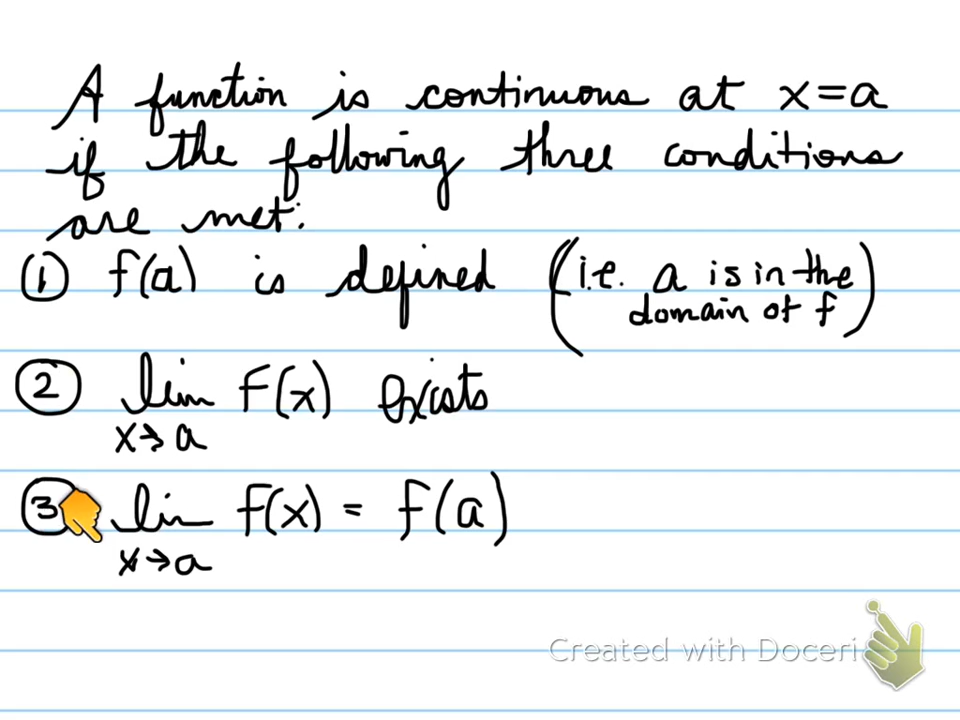 A function is continuous at x=a
if the following three conditions
are met:
① f(a) is defined (i.e. a is in the
domain of f)
② lim f(x) exists
x→a
③ lim f(x) = f(a)
x→a
Created with Doceri